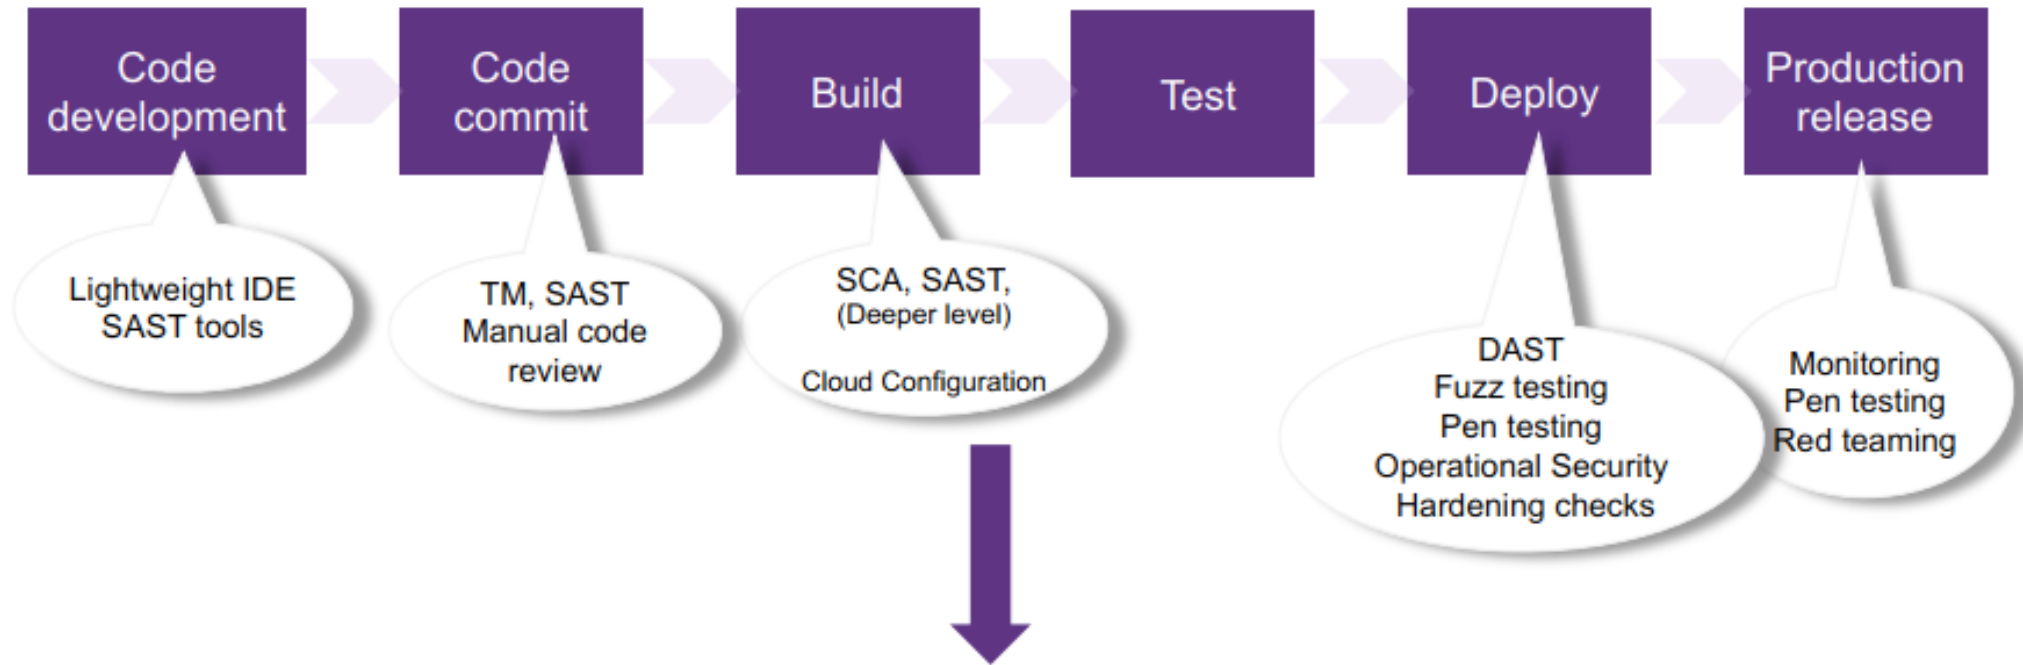 Code
development
Code
commit
Build
Test
Deploy
Production
release
Lightweight IDE
SAST tools
TM, SAST
Manual code
review
SCA, SAST,
(Deeper level)
Cloud Configuration
DAST
Fuzz testing
Pen testing
Operational Security
Hardening checks
Monitoring
Pen testing
Red teaming